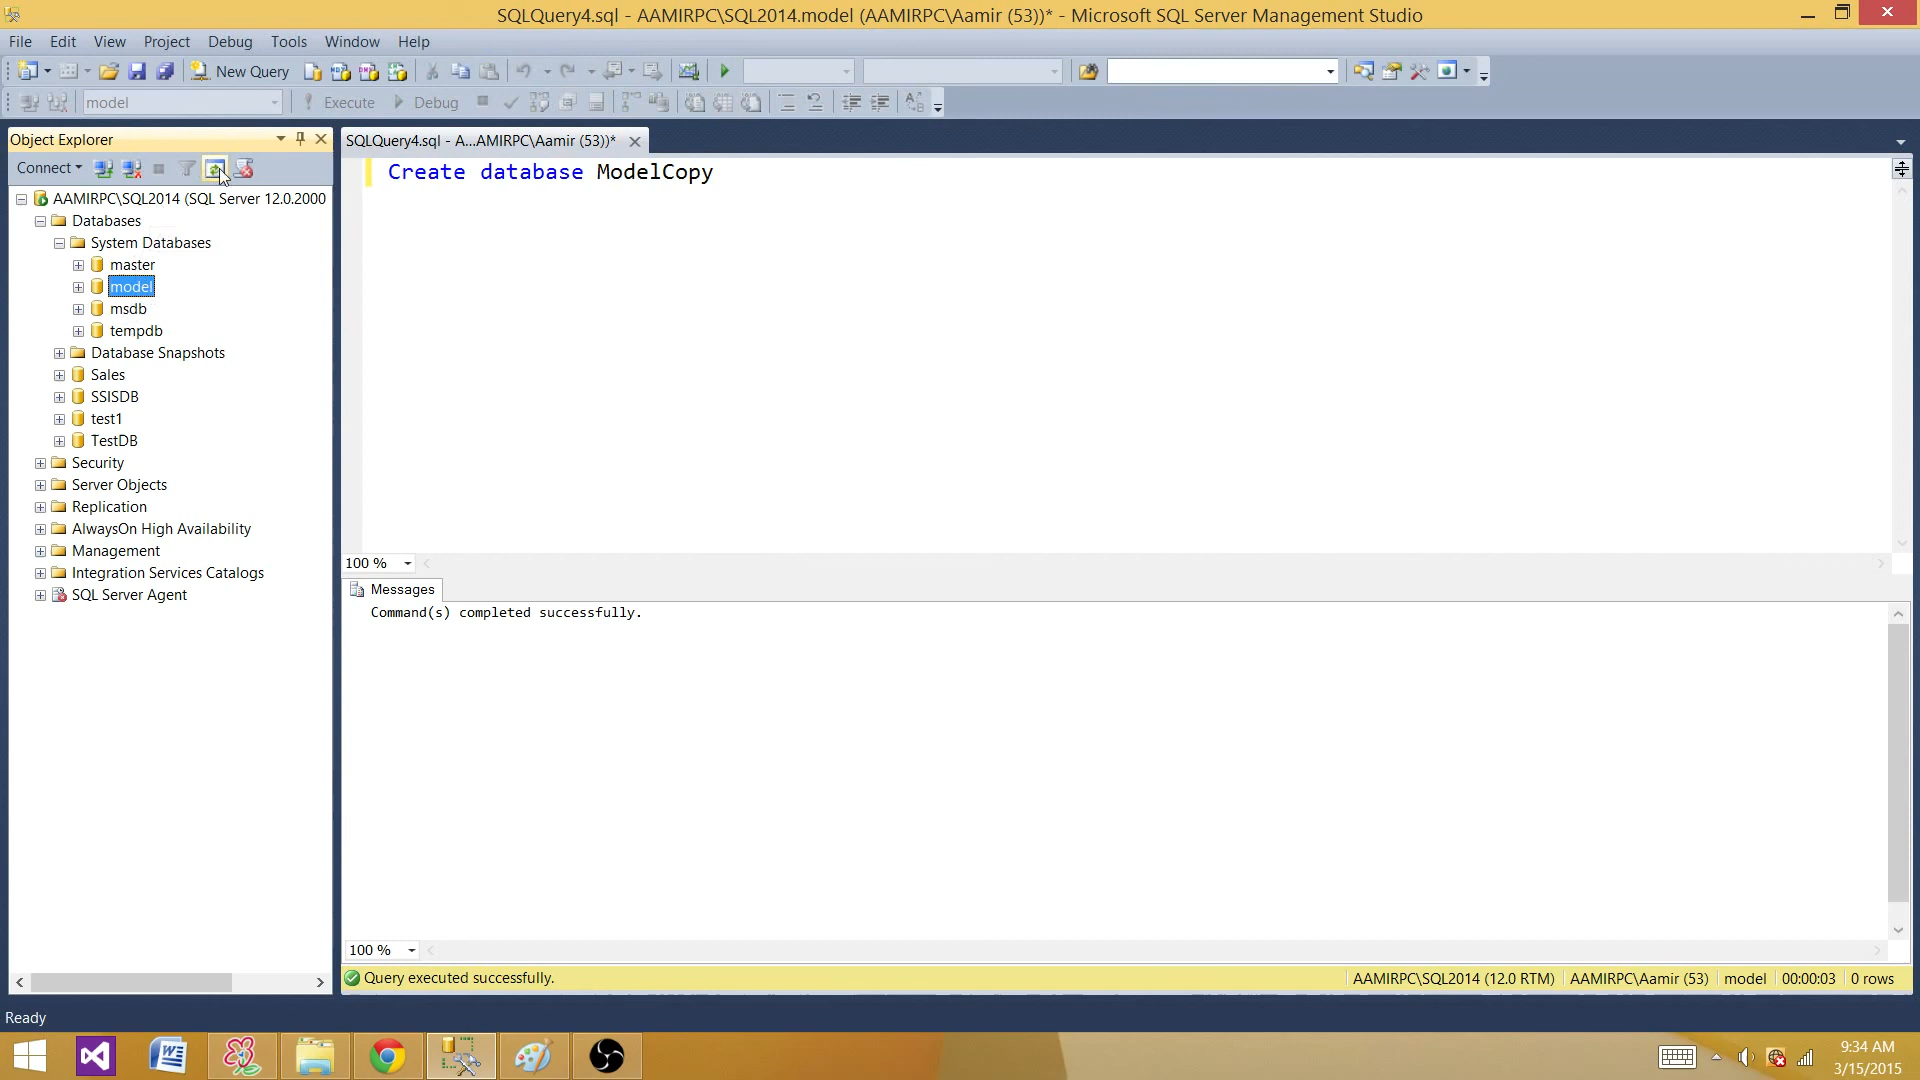 SQLQuery4.sql - AAMIRPC\SQL2014.model (AAMIRPC\Aamir (53))* - Microsoft SQL Server Management Studio
File Edit View Project Debug Tools Window Help
New Query
model Execute Debug
Object Explorer
SQLQuery4.sql - A...AMIRPC\Aamir (53))*
Connect
Create database ModelCopy
AAMIRPC\SQL2014 (SQL Server 12.0.2000
Databases
System Databases
master
model
msdb
tempdb
Database Snapshots
Sales
SSISDB
test1
TestDB
Security
Server Objects
Replication
AlwaysOn High Availability
Management
Integration Services Catalogs
SQL Server Agent
100 %
Messages
Command(s) completed successfully.
100 %
Query executed successfully. AAMIRPC\SQL2014 (12.0 RTM) AAMIRPC\Aamir (53) model 00:00:03 0 rows
Ready
9:34 AM
3/15/2015